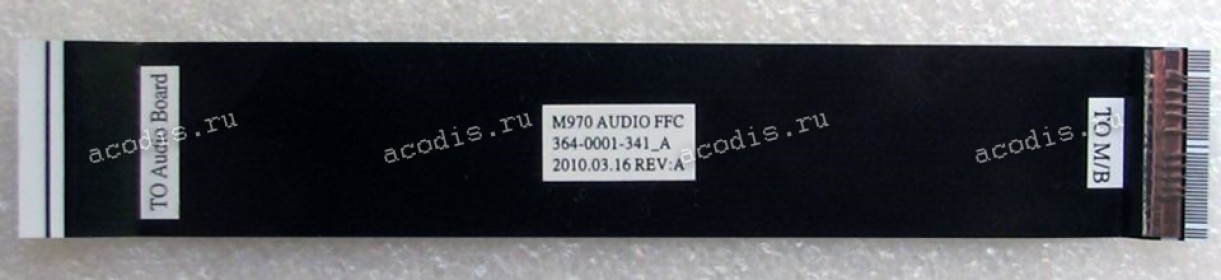 TO Audio Board
M970 AUDIO FFC
364-0001-341_A
2010.03.16 REV:A
TO M/B
acodis.ru
acodis.ru
acodis.ru
acodis.ru